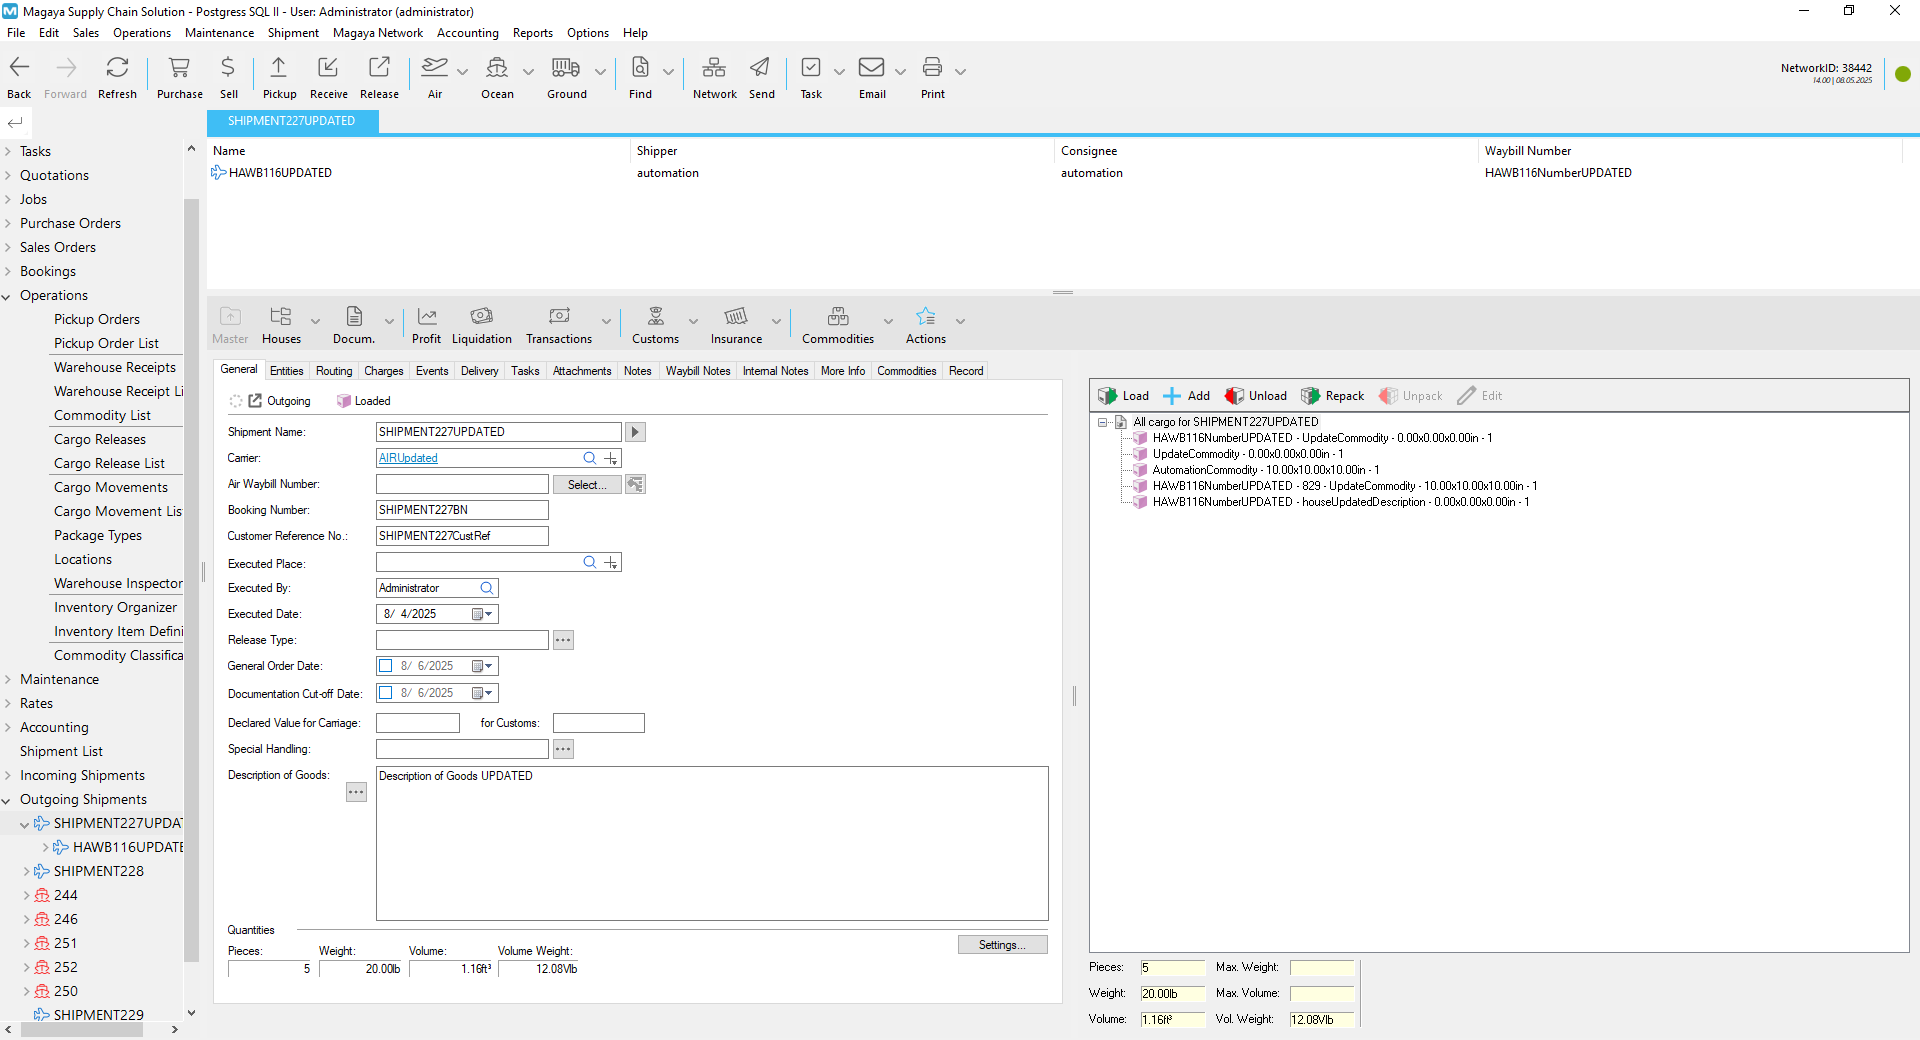 Magaya Supply Chain Solution - Postgress SQL II - User: Administrator (administrator)
File Edit Sales Operations Maintenance Shipment Magaya Network Accounting Reports Options Help
Back Forward Refresh Purchase Sell Pickup Receive Release Air Ocean Ground Find Network Send Task Email Print
NetworkID: 38442
14.00 | 08.05.2025
SHIPMENT227UPDATED
Name Shipper Consignee Waybill Number
HAWB116UPDATED automation automation HAWB116NumberUPDATED
Tasks
Quotations
Jobs
Purchase Orders
Sales Orders
Bookings
Operations
Pickup Orders
Pickup Order List
Warehouse Receipts
Warehouse Receipt Li
Commodity List
Cargo Releases
Cargo Release List
Cargo Movements
Cargo Movement Lis
Package Types
Locations
Warehouse Inspector
Inventory Organizer
Inventory Item Defini
Commodity Classifica
Maintenance
Rates
Accounting
Shipment List
Incoming Shipments
Outgoing Shipments
SHIPMENT227UPDAT
HAWB116UPDATE
SHIPMENT228
244
246
251
252
250
SHIPMENT229
Master Houses Docum. Profit Liquidation Transactions Customs Insurance Commodities Actions
General Entities Routing Charges Events Delivery Tasks Attachments Notes Waybill Notes Internal Notes More Info Commodities Record
Outgoing Loaded
Shipment Name: SHIPMENT227UPDATED
Carrier: AIRUpdated
Air Waybill Number: Select...
Booking Number: SHIPMENT227BN
Customer Reference No.: SHIPMENT227CustRef
Executed Place:
Executed By: Administrator
Executed Date: 8/ 4/2025
Release Type: ...
General Order Date: 8/ 6/2025
Documentation Cut-off Date: 8/ 6/2025
Declared Value for Carriage: for Customs:
Special Handling: ...
Description of Goods: Description of Goods UPDATED
...
Quantities
Settings...
Pieces: Weight: Volume: Volume Weight:
5 20.00lb 1.16ft³ 12.08Vlb
Load Add Unload Repack Unpack Edit
All cargo for SHIPMENT227UPDATED
HAWB116NumberUPDATED - UpdateCommodity - 0.00x0.00x0.00in - 1
UpdateCommodity - 0.00x0.00x0.00in - 1
AutomationCommodity - 10.00x10.00x10.00in - 1
HAWB116NumberUPDATED - 829 - UpdateCommodity - 10.00x10.00x10.00in - 1
HAWB116NumberUPDATED - houseUpdatedDescription - 0.00x0.00x0.00in - 1
Pieces: 5 Max. Weight:
Weight: 20.00lb Max. Volume:
Volume: 1.16ft³ Vol. Weight: 12.08Vlb